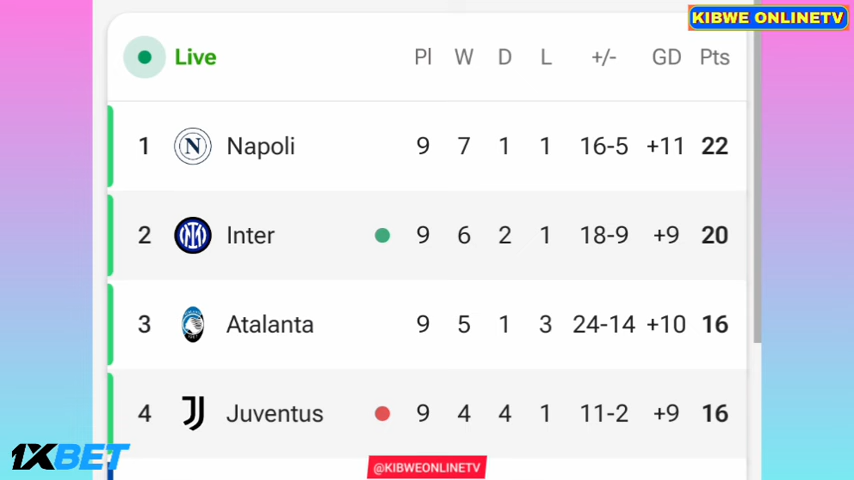 KIBWE ONLINETV
Live Pl W D L +/- GD Pts
1 N Napoli 9 7 1 1 16-5 +11 22
2 Inter 9 6 2 1 18-9 +9 20
3 Atalanta 9 5 1 3 24-14 +10 16
4 Juventus 9 4 4 1 11-2 +9 16
1XBET
@KIBWEONLINETV